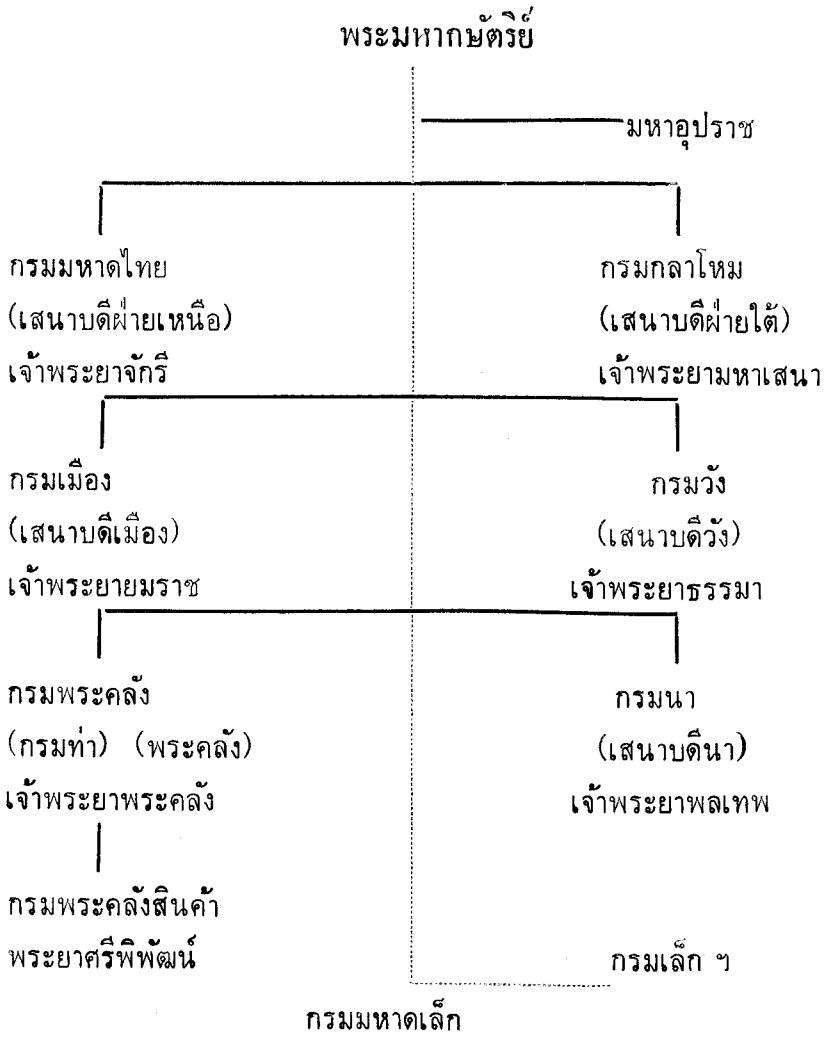 พระมหากษัตริย์
มหาอุปราช
กรมมหาดไทย
(เสนาบดีฝ่ายเหนือ)
เจ้าพระยาจักรี
กรมกลาโหม
(เสนาบดีฝ่ายใต้)
เจ้าพระยามหาเสนา
กรมเมือง
(เสนาบดีเมือง)
เจ้าพระยายมราช
กรมวัง
(เสนาบดีวัง)
เจ้าพระยาธรรมา
กรมพระคลัง
(กรมท่า) (พระคลัง)
เจ้าพระยาพระคลัง
กรมนา
(เสนาบดีนา)
เจ้าพระยาพลเทพ
กรมพระคลังสินค้า
พระยาศรีพิพัฒน์
กรมเล็ก ๆ
กรมมหาดเล็ก